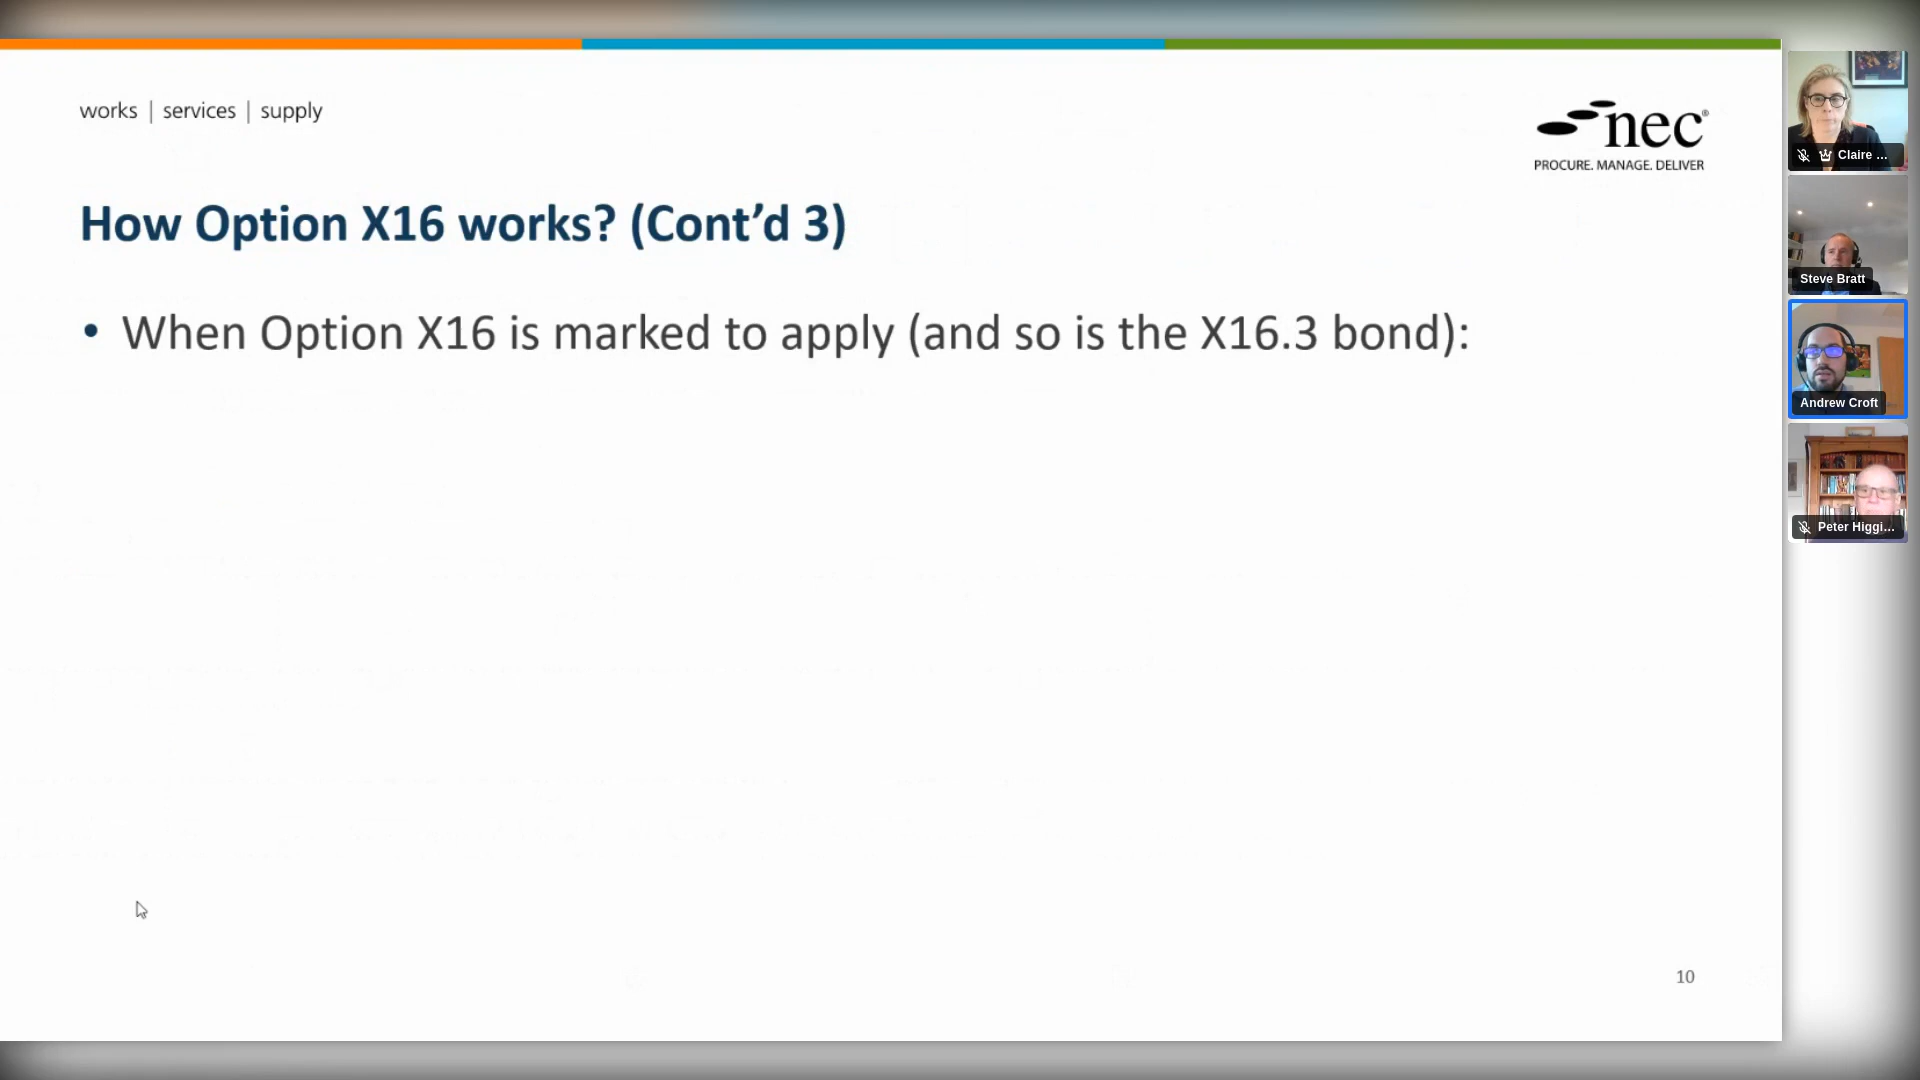 works | services | supply
nec®
PROCURE. MANAGE. DELIVER
How Option X16 works? (Cont’d 3)
• When Option X16 is marked to apply (and so is the X16.3 bond):
10
Claire ...
Steve Bratt
Andrew Croft
Peter Higgi...